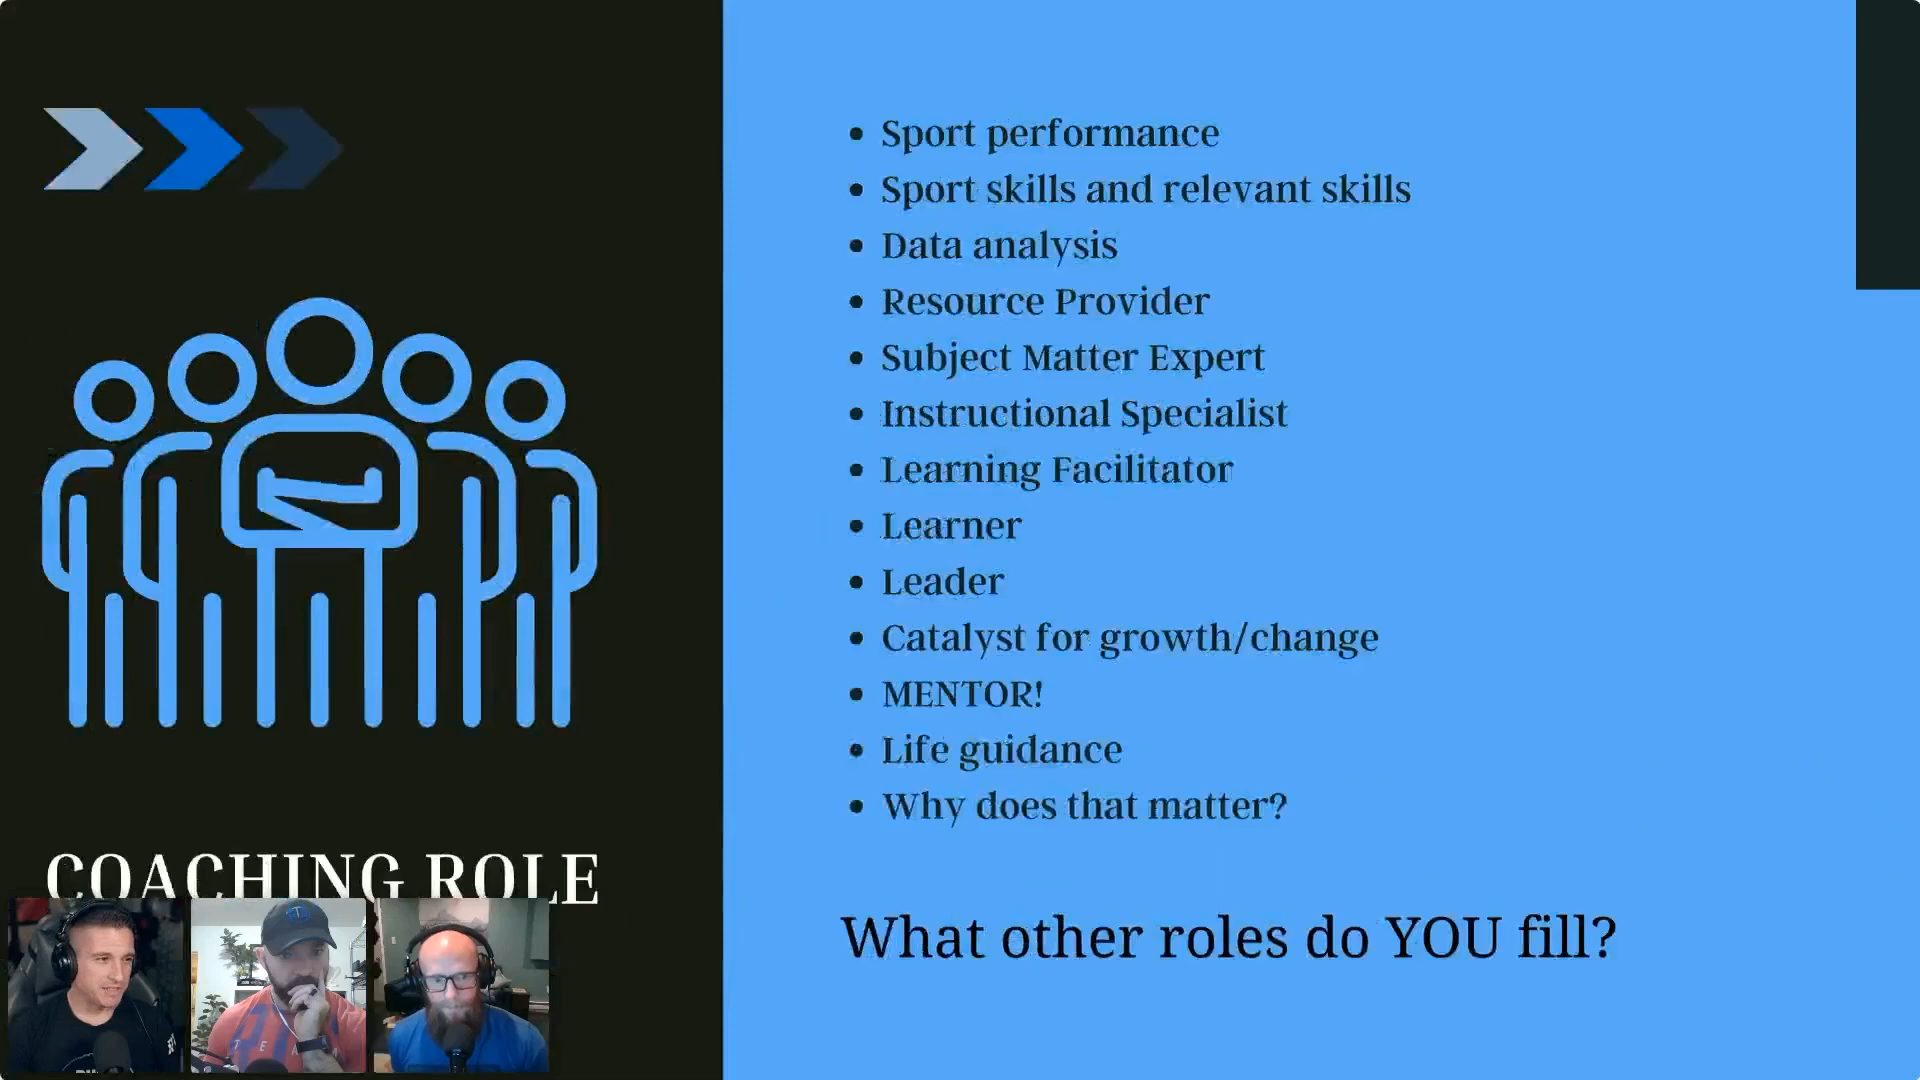 Sport performance
Sport skills and relevant skills
Data analysis
Resource Provider
Subject Matter Expert
Instructional Specialist
Learning Facilitator
Learner
Leader
Catalyst for growth/change
MENTOR!
Life guidance
Why does that matter?
COACHING ROLE
What other roles do YOU fill?